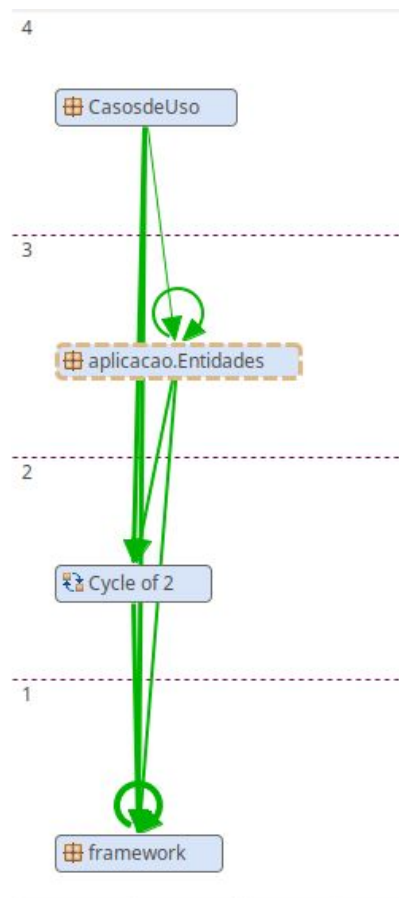 4
CasosdeUso
3
aplicacao.Entidades
2
Cycle of 2
1
framework